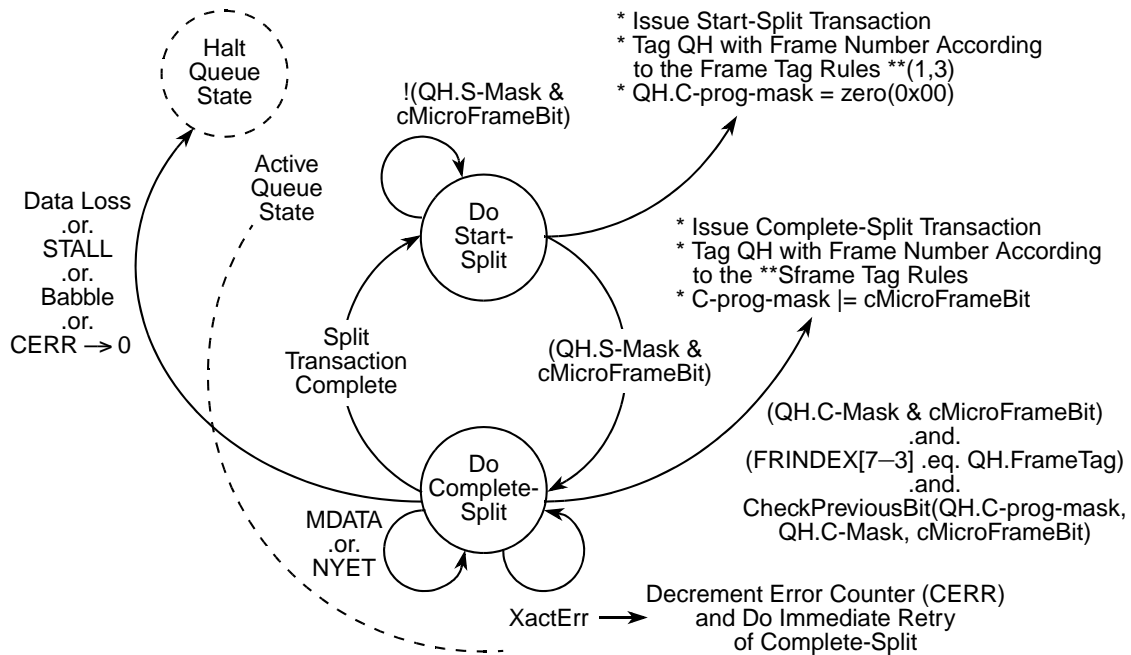 Halt
Queue
State
* Issue Start-Split Transaction
* Tag QH with Frame Number According
to the Frame Tag Rules **(1,3)
* QH.C-prog-mask = zero(0x00)
!(QH.S-Mask &
cMicroFrameBit)
Active
Queue
State
Data Loss
.or.
STALL
.or.
Babble
.or.
CERR → 0
Do
Start-
Split
* Issue Complete-Split Transaction
* Tag QH with Frame Number According
to the **Sframe Tag Rules
* C-prog-mask |= cMicroFrameBit
Split
Transaction
Complete
(QH.S-Mask &
cMicroFrameBit)
(QH.C-Mask & cMicroFrameBit)
.and.
(FRINDEX[7–3] .eq. QH.FrameTag)
.and.
CheckPreviousBit(QH.C-prog-mask,
QH.C-Mask, cMicroFrameBit)
Do
Complete-
Split
MDATA
.or.
NYET
XactErr → Decrement Error Counter (CERR)
and Do Immediate Retry
of Complete-Split